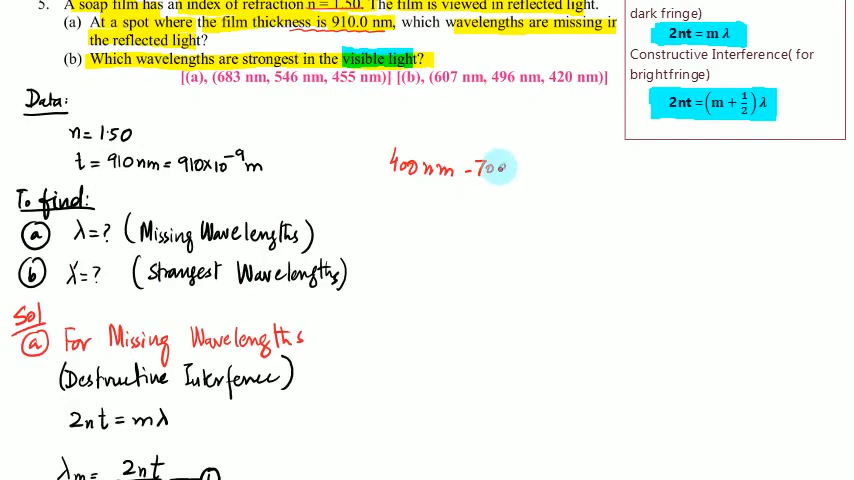 5. A soap film has an index of refraction n = 1.50. The film is viewed in reflected light.
(a) At a spot where the film thickness is 910.0 nm, which wavelengths are missing in
the reflected light?
(b) Which wavelengths are strongest in the visible light?
[(a), (683 nm, 546 nm, 455 nm)] [(b), (607 nm, 496 nm, 420 nm)]
dark fringe)
2nt = m λ
Constructive Interference( for
brightfringe)
2nt = (m + 1/2) λ
Data:
n = 1.50
t = 910 nm = 910×10⁻⁹ m
400 nm - 700
To find:
(a) λ = ? (Missing Wavelengths)
(b) λ' = ? (Strangest Wavelengths)
Sol
(a) For Missing Wavelengths
(Destructive Interfence)
2nt = mλ
λm = 2nt